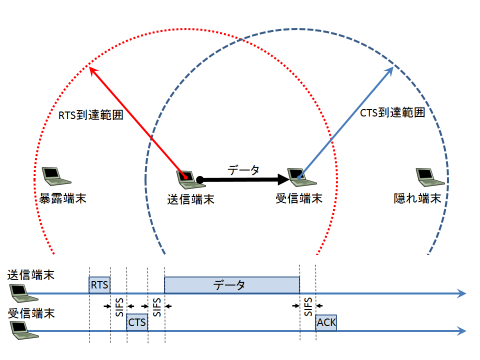 RTS到達範囲
CTS到達範囲
データ
暴露端末
送信端末
受信端末
隠れ端末
送信端末
RTS
SIFS
SIFS
データ
SIFS
受信端末
CTS
ACK